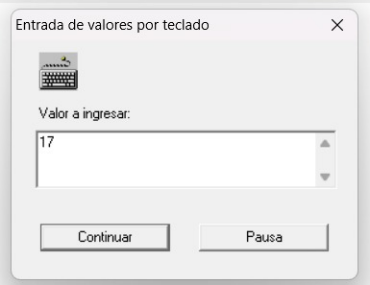 Entrada de valores por teclado
Valor a ingresar:
17
Continuar
Pausa